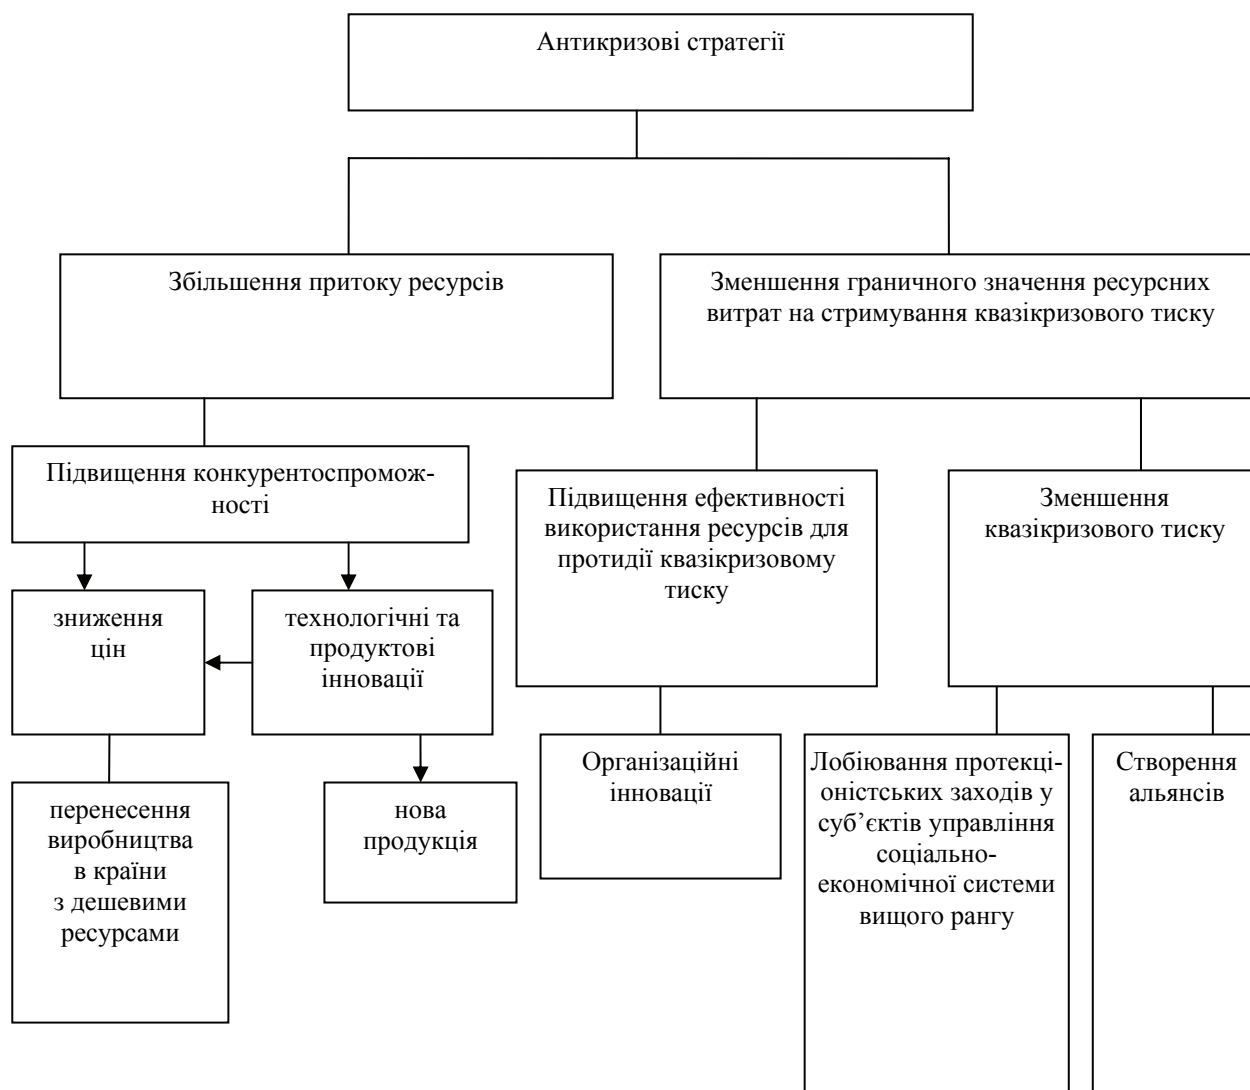 Антикризові стратегії
Збільшення притоку ресурсів
Зменшення граничного значення ресурсних
витрат на стримування квазікризового тиску
Підвищення конкурентоспромож-
ності
Підвищення ефективності
використання ресурсів для
протидії квазікризовому
тиску
Зменшення
квазікризового тиску
зниження
цін
технологічні та
продуктові
інновації
Організаційні
інновації
Лобіювання протекці-
оністських заходів у
суб’єктів управління
соціально-
економічної системи
вищого рангу
Створення
альянсів
перенесення
виробництва
в країни
з дешевими
ресурсами
нова
продукція